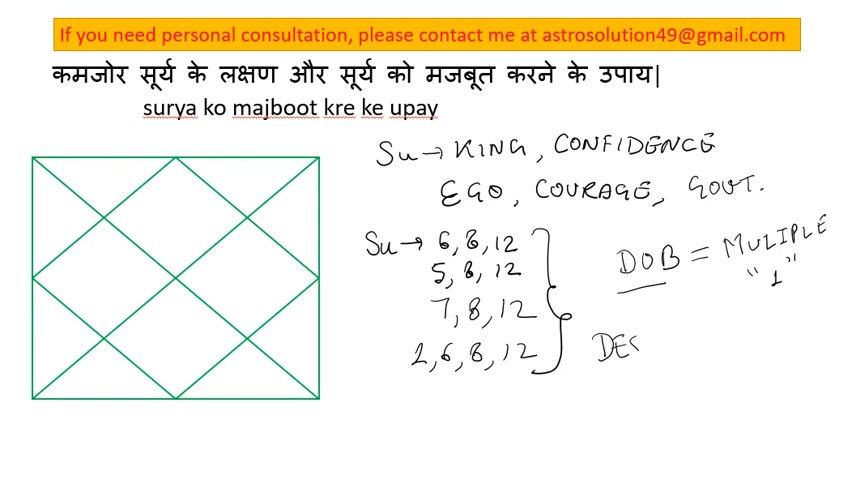 If you need personal consultation, please contact me at astrosolution49@gmail.com
कमजोर सूर्य के लक्षण और सूर्य को मजबूत करने के उपाय|
surya ko majboot kre ke upay
Su → KING, CONFIDENCE
EGO, COURAGE, GOVT.
Su → 6, 8, 12
5, 8, 12
7, 8, 12
2, 6, 8, 12
DOB = MULIPLE
"1"
DES